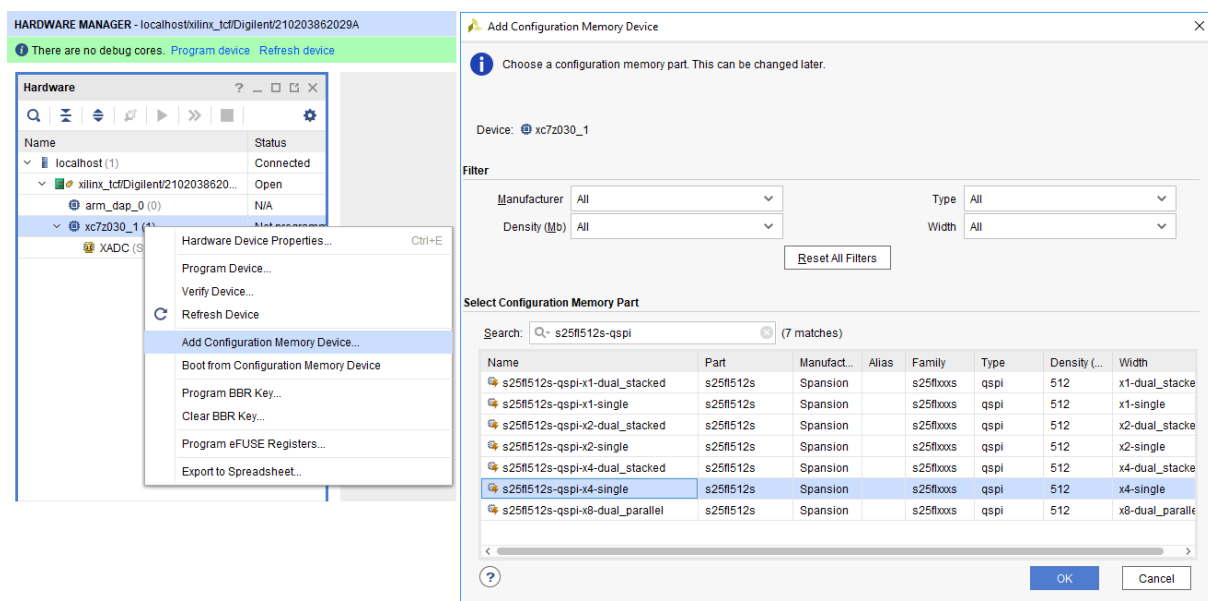 HARDWARE MANAGER - localhost/xilinx_tcf/Digilent/210203862029A
There are no debug cores. Program device Refresh device
Hardware
Name Status
localhost (1) Connected
xilinx_tcf/Digilent/2102038620... Open
arm_dap_0 (0) N/A
xc7z030_1 (1) Not programm
XADC (S
Hardware Device Properties... Ctrl+E
Program Device...
Verify Device...
Refresh Device
Add Configuration Memory Device...
Boot from Configuration Memory Device
Program BBR Key...
Clear BBR Key...
Program eFUSE Registers...
Export to Spreadsheet...
Add Configuration Memory Device
Choose a configuration memory part. This can be changed later.
Device: xc7z030_1
Filter
Manufacturer All Type All
Density (Mb) All Width All
Reset All Filters
Select Configuration Memory Part
Search: s25fl512s-qspi (7 matches)
Name Part Manufact... Alias Family Type Density (... Width
s25fl512s-qspi-x1-dual_stacked s25fl512s Spansion s25flxxxs qspi 512 x1-dual_stacke
s25fl512s-qspi-x1-single s25fl512s Spansion s25flxxxs qspi 512 x1-single
s25fl512s-qspi-x2-dual_stacked s25fl512s Spansion s25flxxxs qspi 512 x2-dual_stacke
s25fl512s-qspi-x2-single s25fl512s Spansion s25flxxxs qspi 512 x2-single
s25fl512s-qspi-x4-dual_stacked s25fl512s Spansion s25flxxxs qspi 512 x4-dual_stacke
s25fl512s-qspi-x4-single s25fl512s Spansion s25flxxxs qspi 512 x4-single
s25fl512s-qspi-x8-dual_parallel s25fl512s Spansion s25flxxxs qspi 512 x8-dual_paralle
OK Cancel